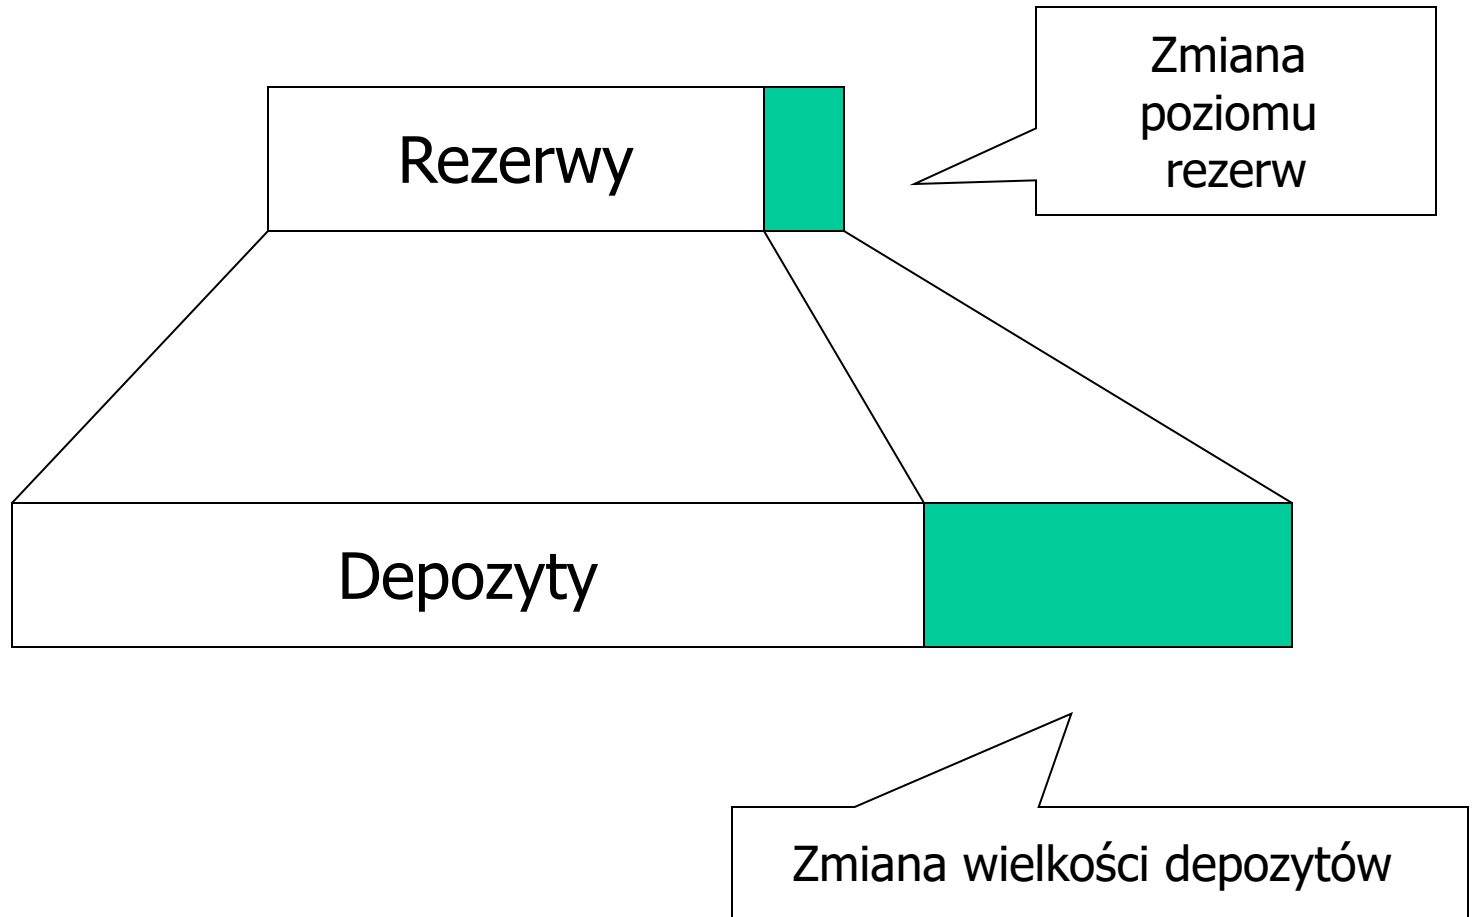 Zmiana
poziomu
rezerw
Rezerwy
Depozyty
Zmiana wielkości depozytów